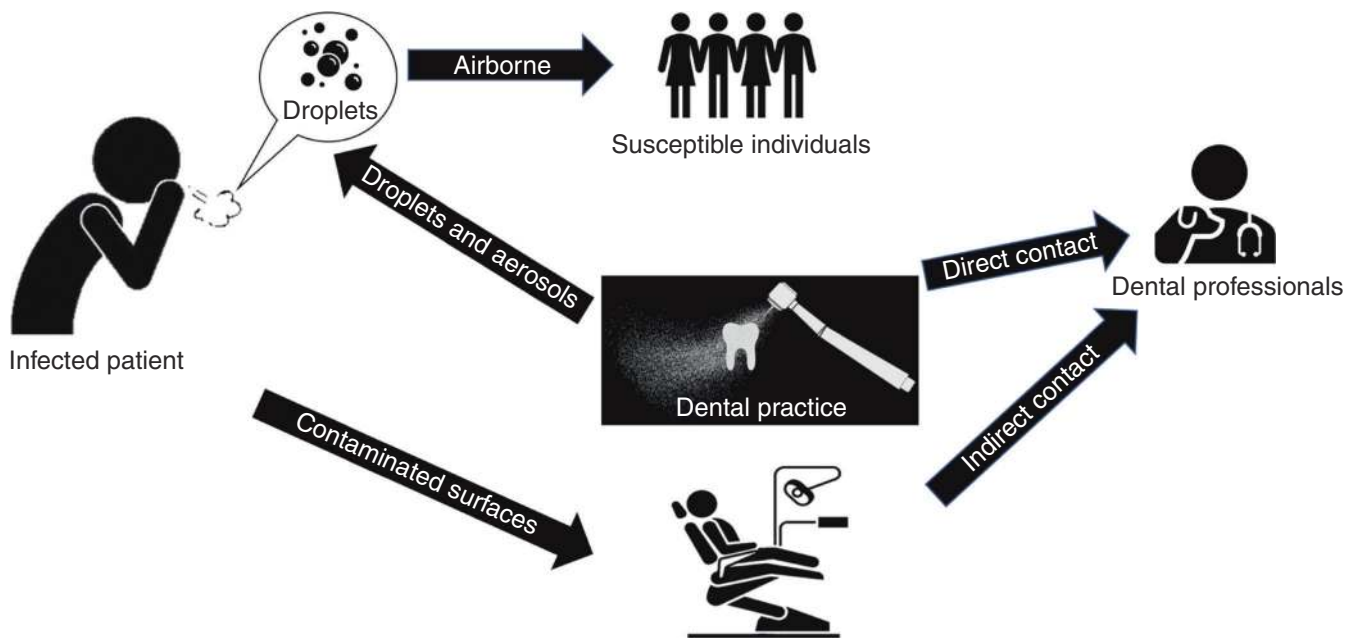 Droplets
Airborne
Susceptible individuals
Infected patient
Droplets and aerosols
Direct contact
Dental professionals
Dental practice
Contaminated surfaces
Indirect contact